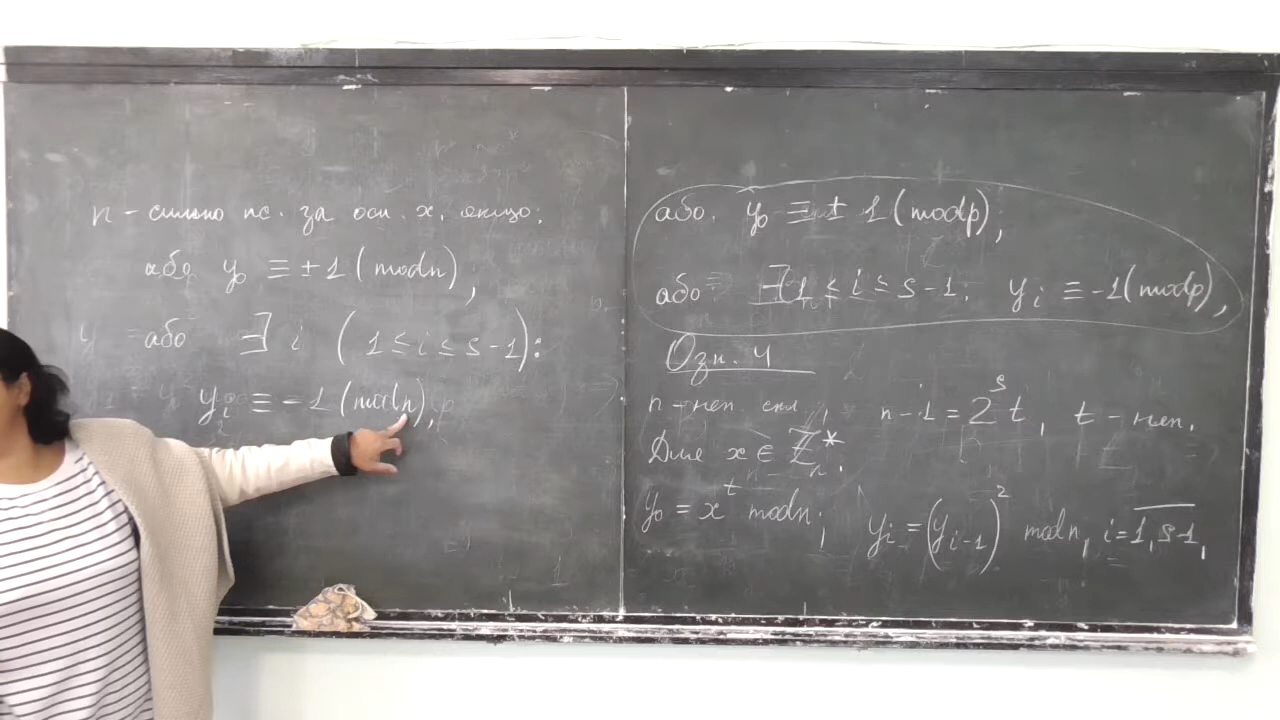 n - сильно пс. за осн. x, якщо:
або y₀ ≡ ±1 (mod n),
або ∃ i (1 ≤ i ≤ s-1):
yᵢ ≡ -1 (mod n),
або y₀ ≡ ± 1 (mod p),
або ∃ 1 ≤ i ≤ s-1: yᵢ ≡ -1 (mod p),
Озн. 4
n - неп. скл., n-1 = 2ˢ t, t - неп.
Для x ∈ ℤₙ*:
y₀ = xᵗ mod n; yᵢ = (yᵢ₋₁)² mod n, i = \overline{1, s-1},